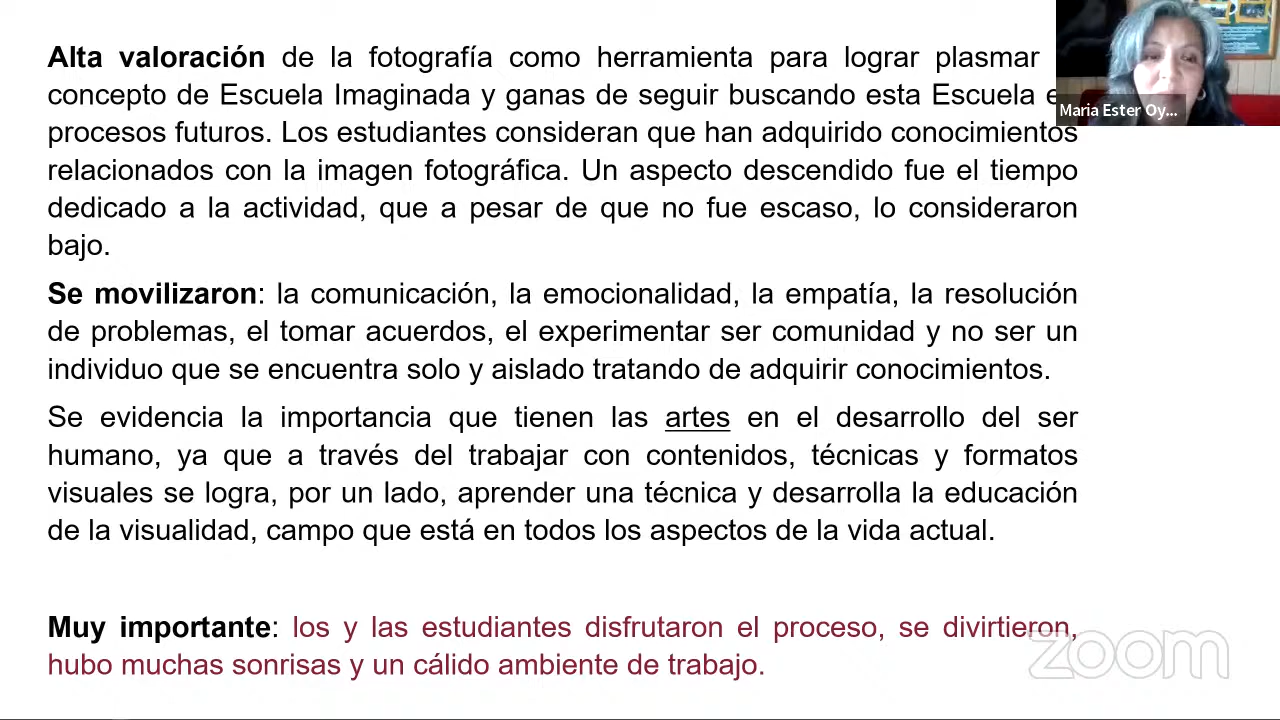 Alta valoración de la fotografía como herramienta para lograr plasmar
concepto de Escuela Imaginada y ganas de seguir buscando esta Escuela
procesos futuros. Los estudiantes consideran que han adquirido conocimientos
relacionados con la imagen fotográfica. Un aspecto descendido fue el tiempo
dedicado a la actividad, que a pesar de que no fue escaso, lo consideraron
bajo.
Se movilizaron: la comunicación, la emocionalidad, la empatía, la resolución
de problemas, el tomar acuerdos, el experimentar ser comunidad y no ser un
individuo que se encuentra solo y aislado tratando de adquirir conocimientos.
Se evidencia la importancia que tienen las artes en el desarrollo del ser
humano, ya que a través del trabajar con contenidos, técnicas y formatos
visuales se logra, por un lado, aprender una técnica y desarrolla la educación
de la visualidad, campo que está en todos los aspectos de la vida actual.
Muy importante: los y las estudiantes disfrutaron el proceso, se divirtieron,
hubo muchas sonrisas y un cálido ambiente de trabajo.
Maria Ester Oy...
zoom